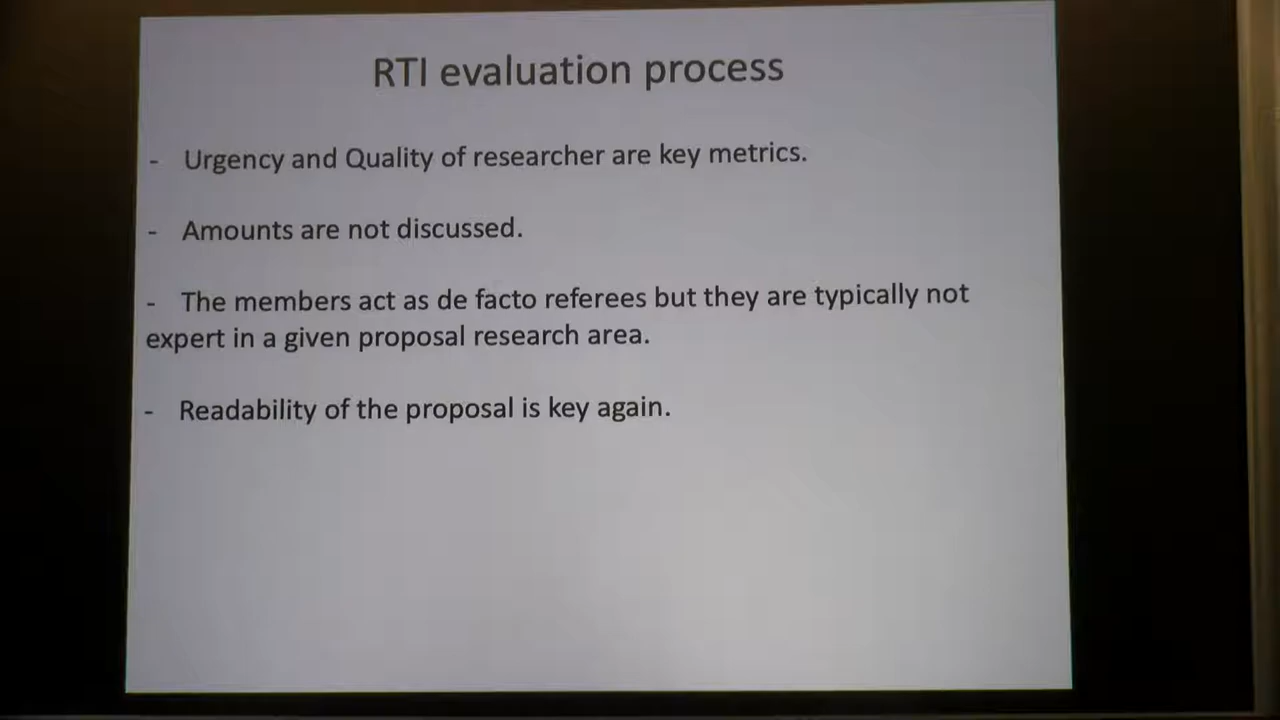 RTI evaluation process
- Urgency and Quality of researcher are key metrics.
- Amounts are not discussed.
- The members act as de facto referees but they are typically not
expert in a given proposal research area.
- Readability of the proposal is key again.